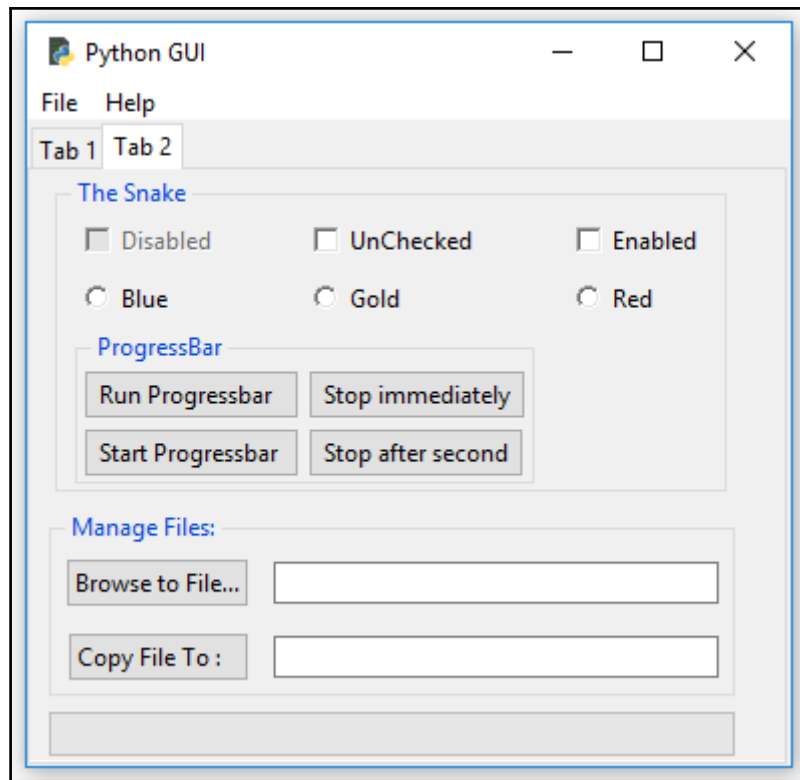 Python GUI
File Help
Tab 1 Tab 2
The Snake
Disabled UnChecked Enabled
Blue Gold Red
ProgressBar
Run Progressbar Stop immediately
Start Progressbar Stop after second
Manage Files:
Browse to File...
Copy File To :